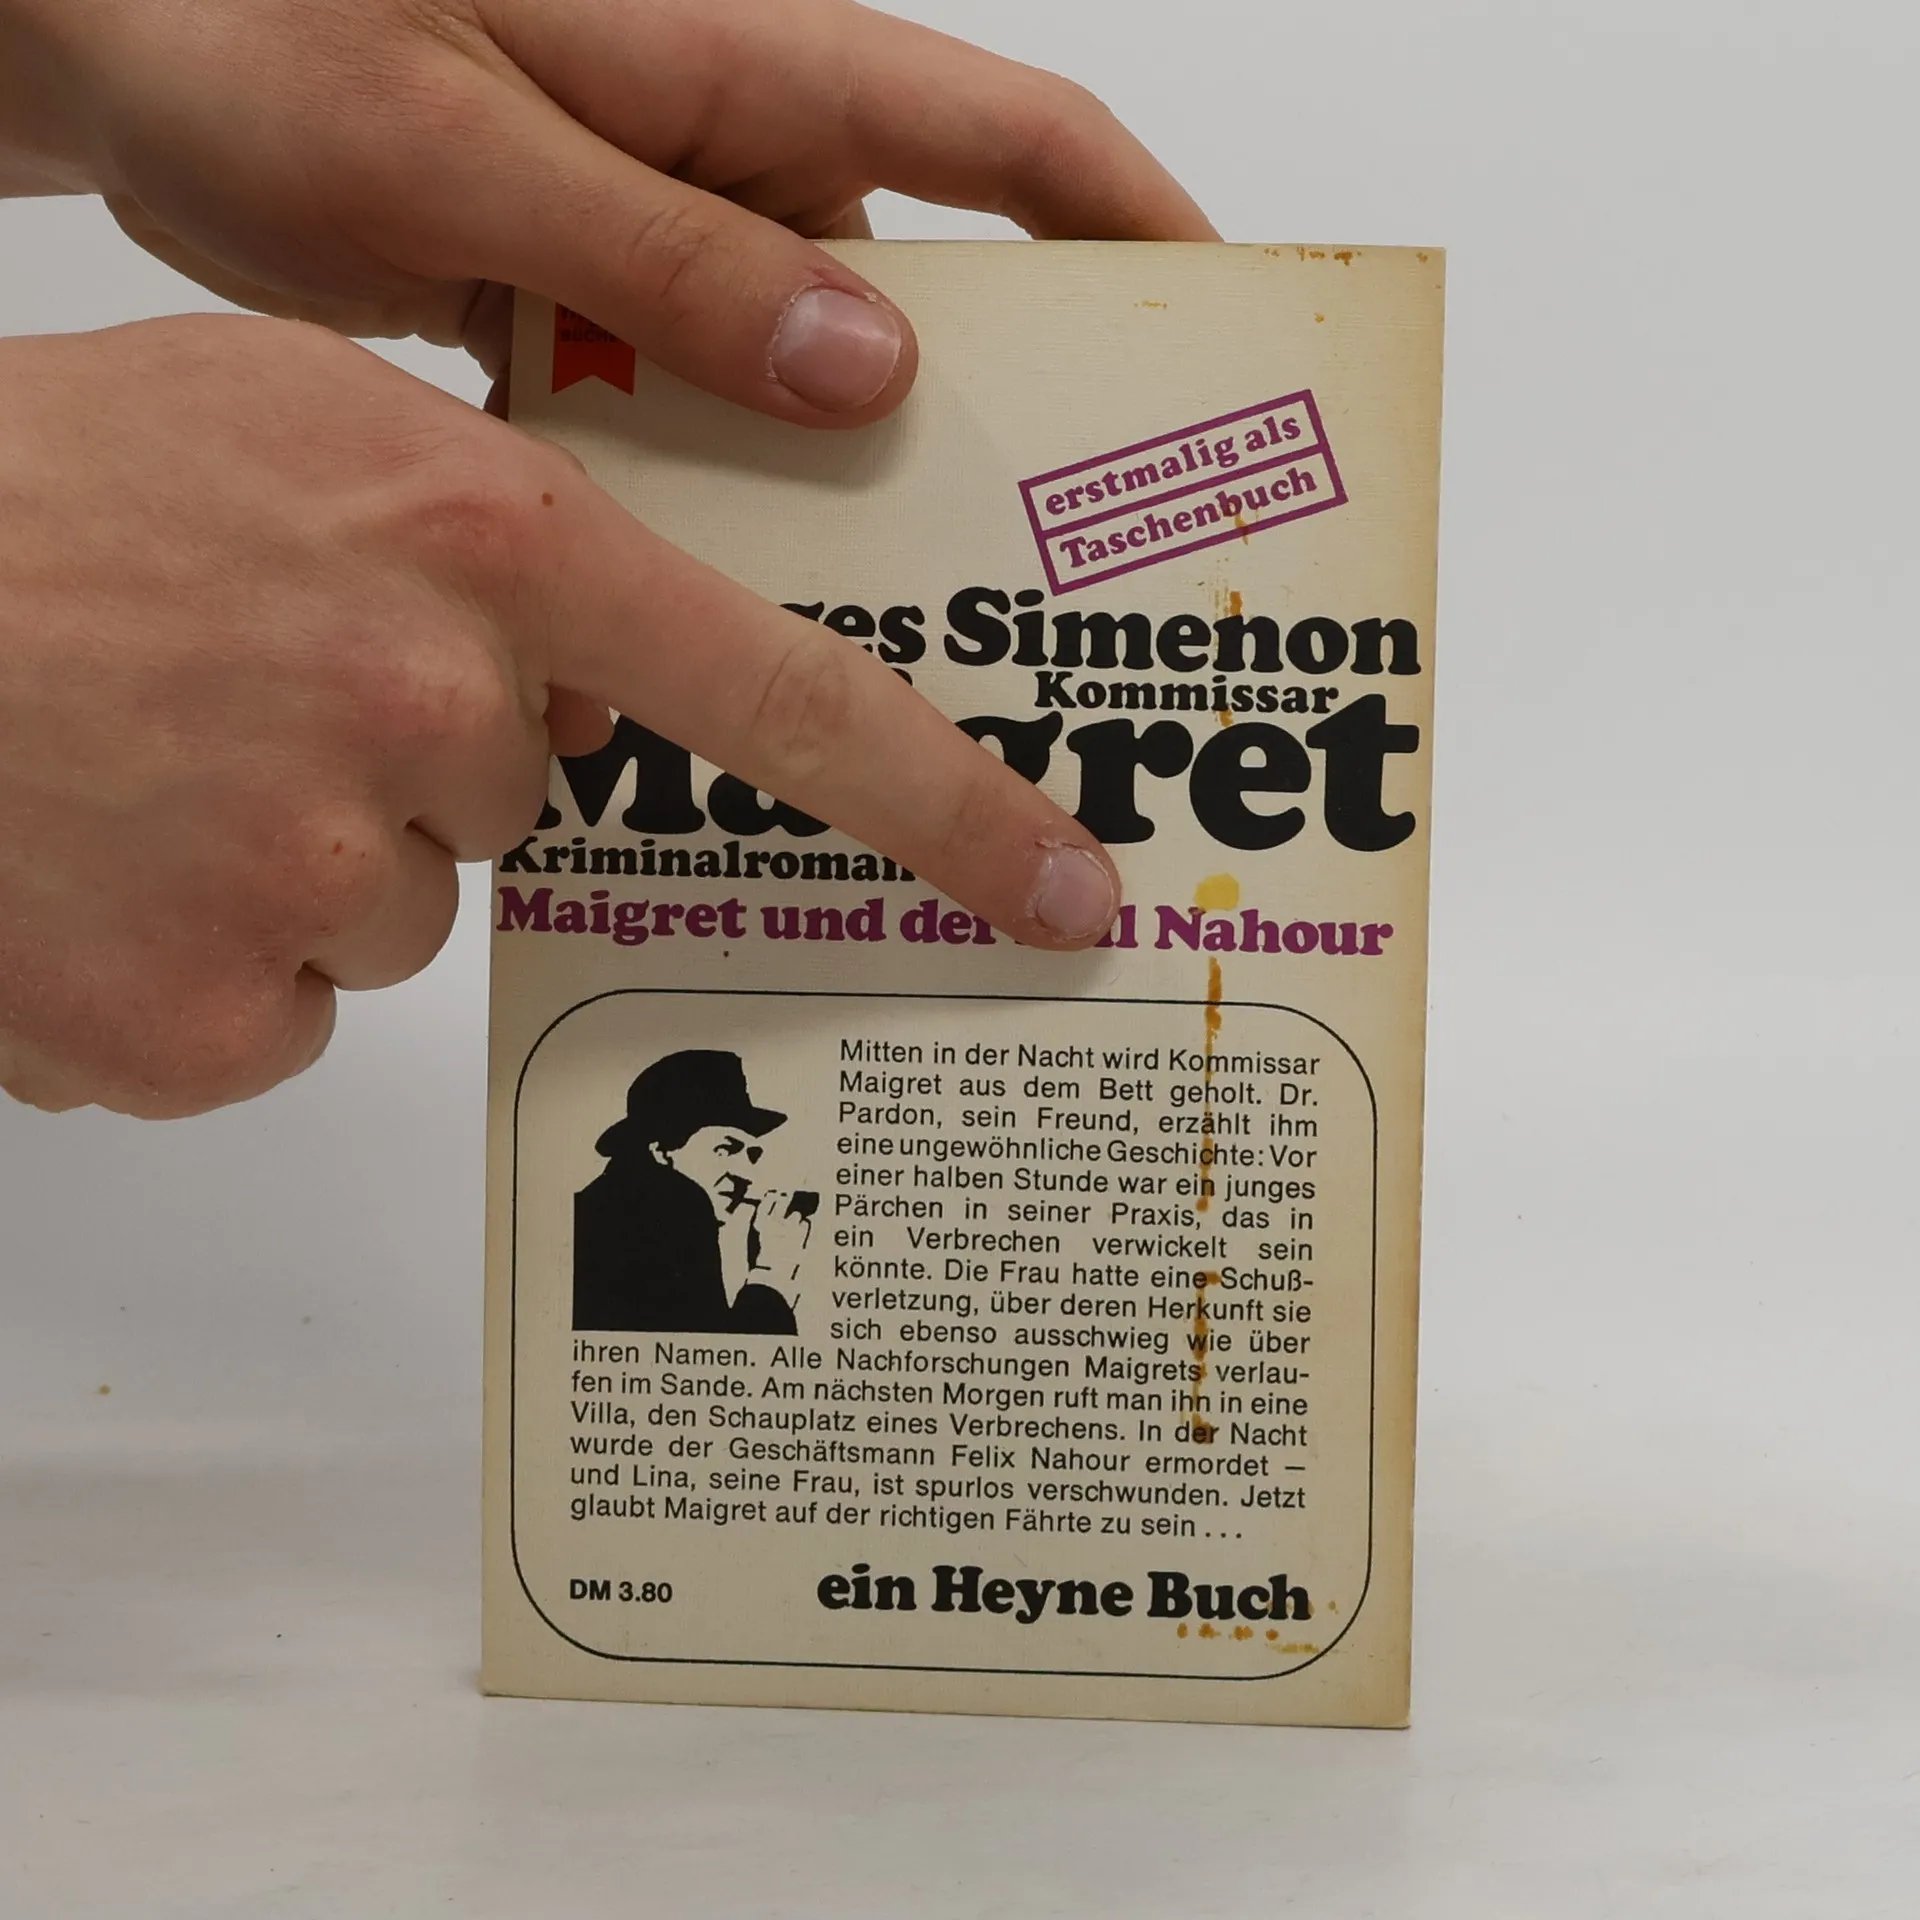 BÜCHE
erstmalig als
Taschenbuch
ges Simenon
Kommissar
Ma gret
Kriminalroman
Maigret und der ll Nahour
Mitten in der Nacht wird Kommissar
Maigret aus dem Bett geholt. Dr.
Pardon, sein Freund, erzählt ihm
eine ungewöhnliche Geschichte: Vor
einer halben Stunde war ein junges
Pärchen in seiner Praxis, das in
ein Verbrechen verwickelt sein
könnte. Die Frau hatte eine Schuß-
verletzung, über deren Herkunft sie
sich ebenso ausschwieg wie über
ihren Namen. Alle Nachforschungen Maigrets verlau-
fen im Sande. Am nächsten Morgen ruft man ihn in eine
Villa, den Schauplatz eines Verbrechens. In der Nacht
wurde der Geschäftsmann Felix Nahour ermordet –
und Lina, seine Frau, ist spurlos verschwunden. Jetzt
glaubt Maigret auf der richtigen Fährte zu sein ...
DM 3.80
ein Heyne Buch